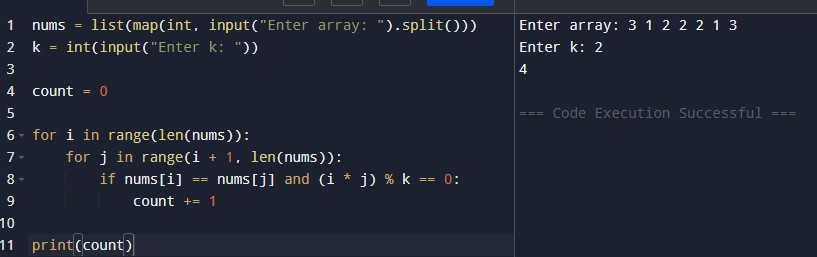 1 nums = list(map(int, input("Enter array: ").split()))
2 k = int(input("Enter k: "))
3
4 count = 0
5
6 for i in range(len(nums)):
7     for j in range(i + 1, len(nums)):
8         if nums[i] == nums[j] and (i * j) % k == 0:
9             count += 1
10
11 print(count)
Enter array: 3 1 2 2 2 1 3
Enter k: 2
4
=== Code Execution Successful ===